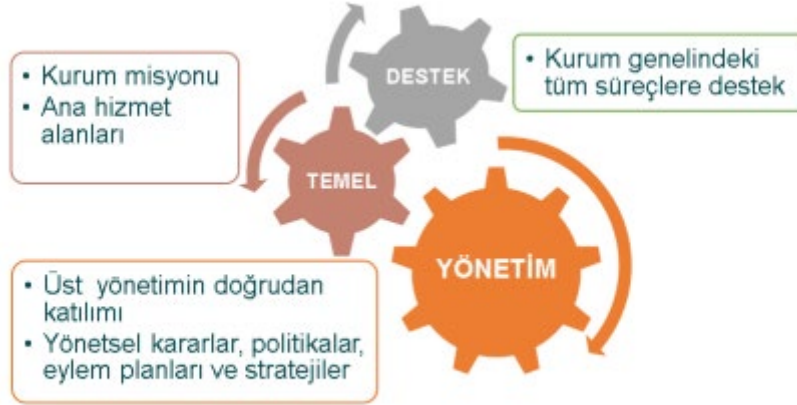 DESTEK
• Kurum genelindeki
tüm süreçlere destek
• Kurum misyonu
• Ana hizmet
alanları
TEMEL
YÖNETİM
• Üst yönetimin doğrudan
katılımı
• Yönetsel kararlar, politikalar,
eylem planları ve stratejiler